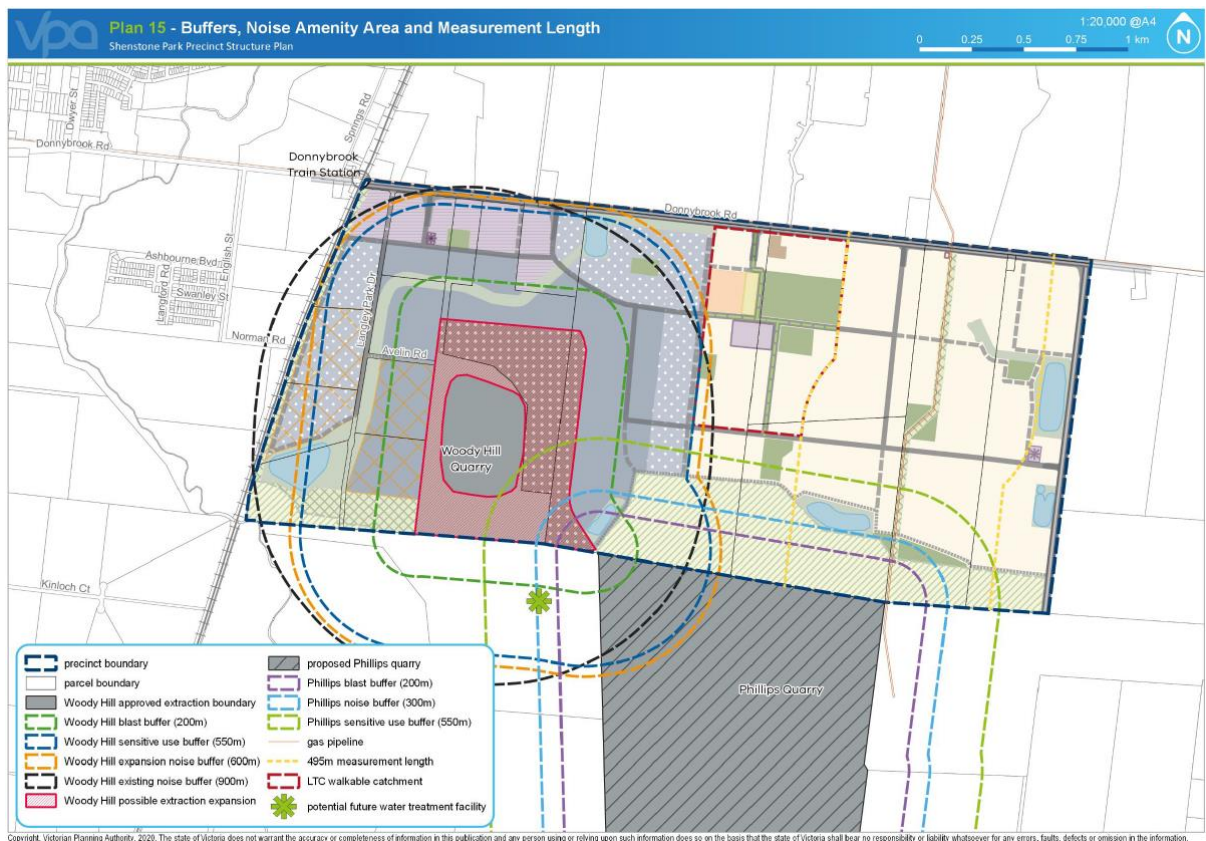 vpa
Plan 15 - Buffers, Noise Amenity Area and Measurement Length
Shenstone Park Precinct Structure Plan
1:20,000 @A4
0 0.25 0.5 0.75 1 km
N
Dwyer St
Springs Rd
Donnybrook Rd
Donnybrook
Train Station
Donnybrook Rd
Ashbourne Bvd
English St
Langford Rd
Swanley St
Langley Park Dr
Norman Rd
Avelin Rd
Woody Hill
Quarry
Kinloch Ct
Phillips Quarry
precinct boundary
parcel boundary
Woody Hill approved extraction boundary
Woody Hill blast buffer (200m)
Woody Hill sensitive use buffer (550m)
Woody Hill expansion noise buffer (600m)
Woody Hill existing noise buffer (900m)
Woody Hill possible extraction expansion
proposed Phillips quarry
Phillips blast buffer (200m)
Phillips noise buffer (300m)
Phillips sensitive use buffer (550m)
gas pipeline
495m measurement length
LTC walkable catchment
potential future water treatment facility
Copyright, Victorian Planning Authority, 2020. The state of Victoria does not warrant the accuracy or completeness of information in this publication and any person using or relying upon such information does so on the basis that the state of Victoria shall bear no responsibility or liability whatsoever for any errors, faults, defects or omission in the information.